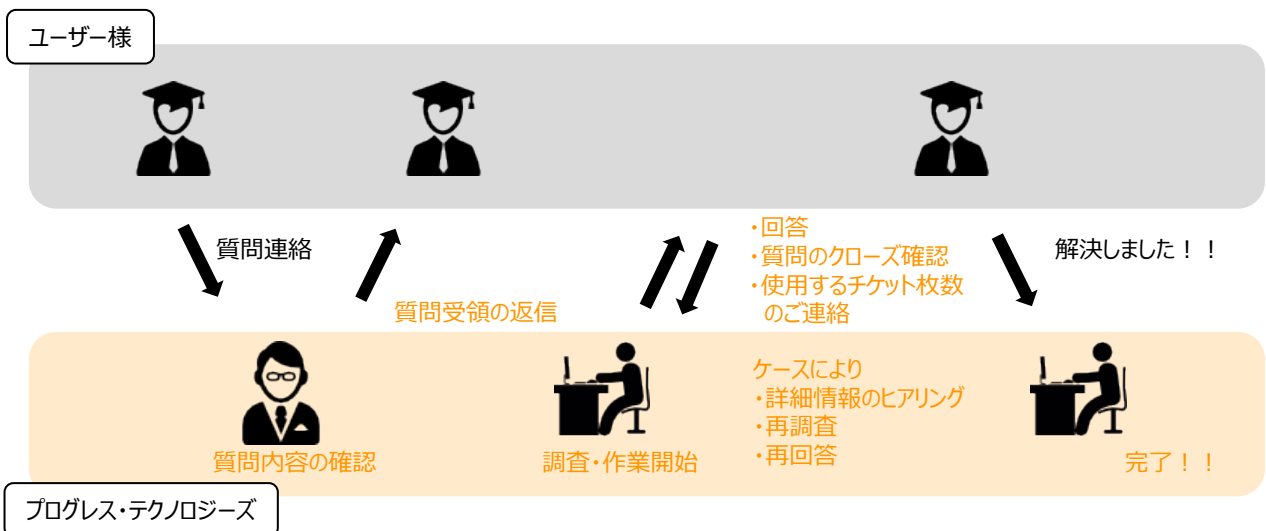 ユーザー様
質問連絡
質問受領の返信
・回答
・質問のクローズ確認
・使用するチケット枚数
のご連絡
解決しました！！
質問内容の確認
調査・作業開始
ケースにより
・詳細情報のヒアリング
・再調査
・再回答
完了！！
プログレス・テクノロジーズ